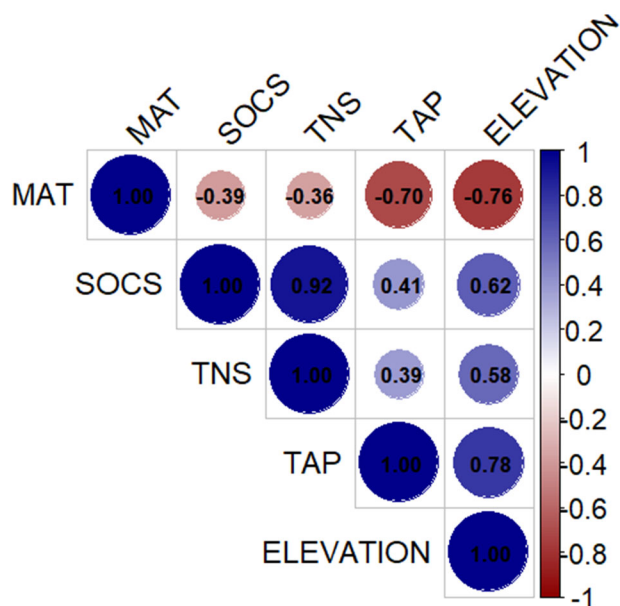 MAT SOCS TNS TAP ELEVATION
MAT 1.00 -0.39 -0.36 -0.70 -0.76
SOCS 1.00 0.92 0.41 0.62
TNS 1.00 0.39 0.58
TAP 1.00 0.78
ELEVATION 1.00
1
0.8
0.6
0.4
0.2
0
-0.2
-0.4
-0.6
-0.8
-1